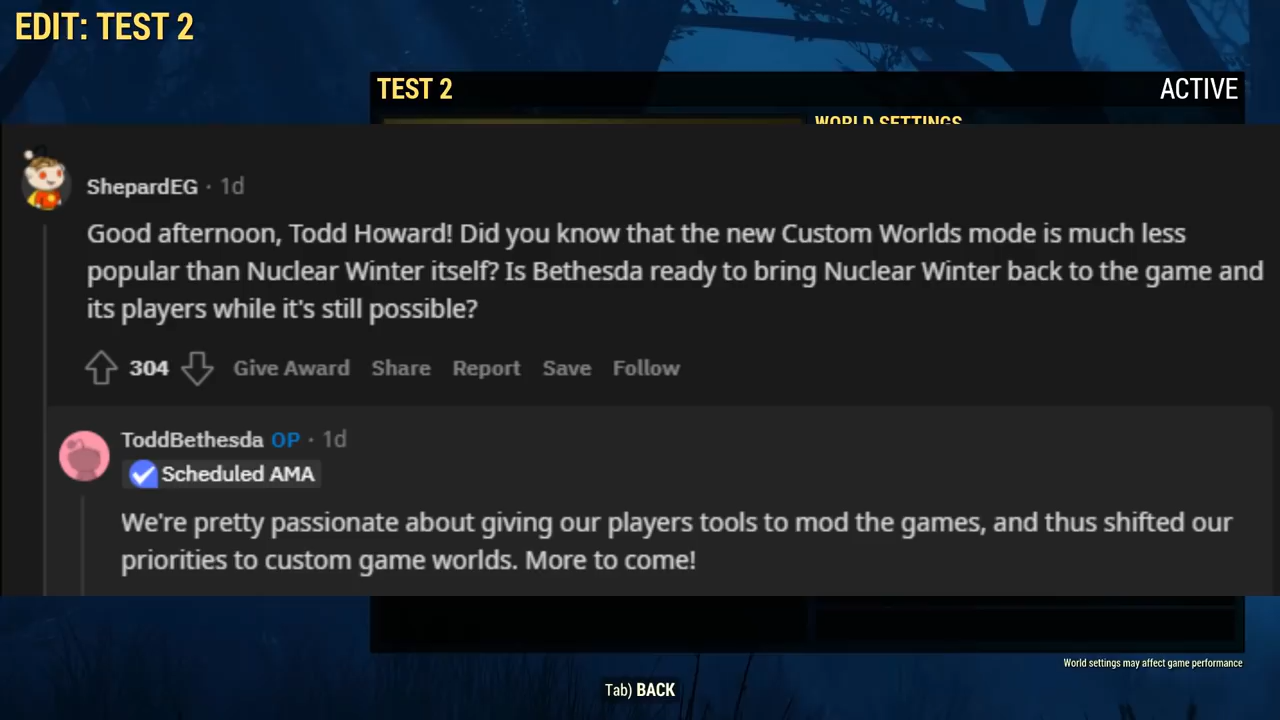 EDIT: TEST 2
TEST 2
ACTIVE
WORLD SETTINGS
ShepardEG · 1d
Good afternoon, Todd Howard! Did you know that the new Custom Worlds mode is much less
popular than Nuclear Winter itself? Is Bethesda ready to bring Nuclear Winter back to the game and
its players while it's still possible?
304 Give Award Share Report Save Follow
ToddBethesda OP · 1d
Scheduled AMA
We're pretty passionate about giving our players tools to mod the games, and thus shifted our
priorities to custom game worlds. More to come!
World settings may affect game performance
Tab) BACK